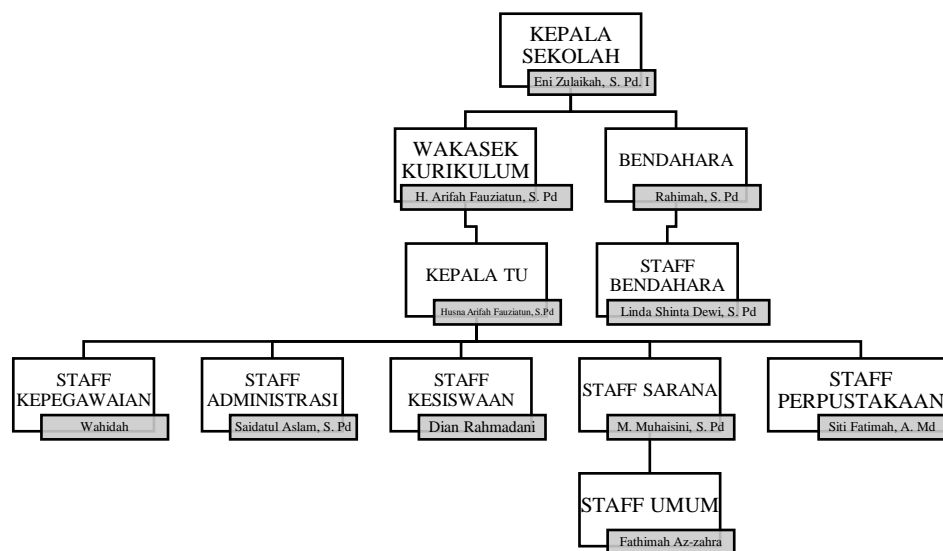 KEPALA
SEKOLAH
Eni Zulaikah, S. Pd. I
WAKASEK
KURIKULUM
H. Arifah Fauziatun, S. Pd
BENDAHARA
Rahimah, S. Pd
KEPALA TU
Husna Arifah Fauziatun, S.Pd
STAFF
BENDAHARA
Linda Shinta Dewi, S. Pd
STAFF
KEPEGAWAIAN
Wahidah
STAFF
ADMINISTRASI
Saidatul Aslam, S. Pd
STAFF
KESISWAAN
Dian Rahmadani
STAFF SARANA
M. Muhaisini, S. Pd
STAFF
PERPUSTAKAAN
Siti Fatimah, A. Md
STAFF UMUM
Fathimah Az-zahra